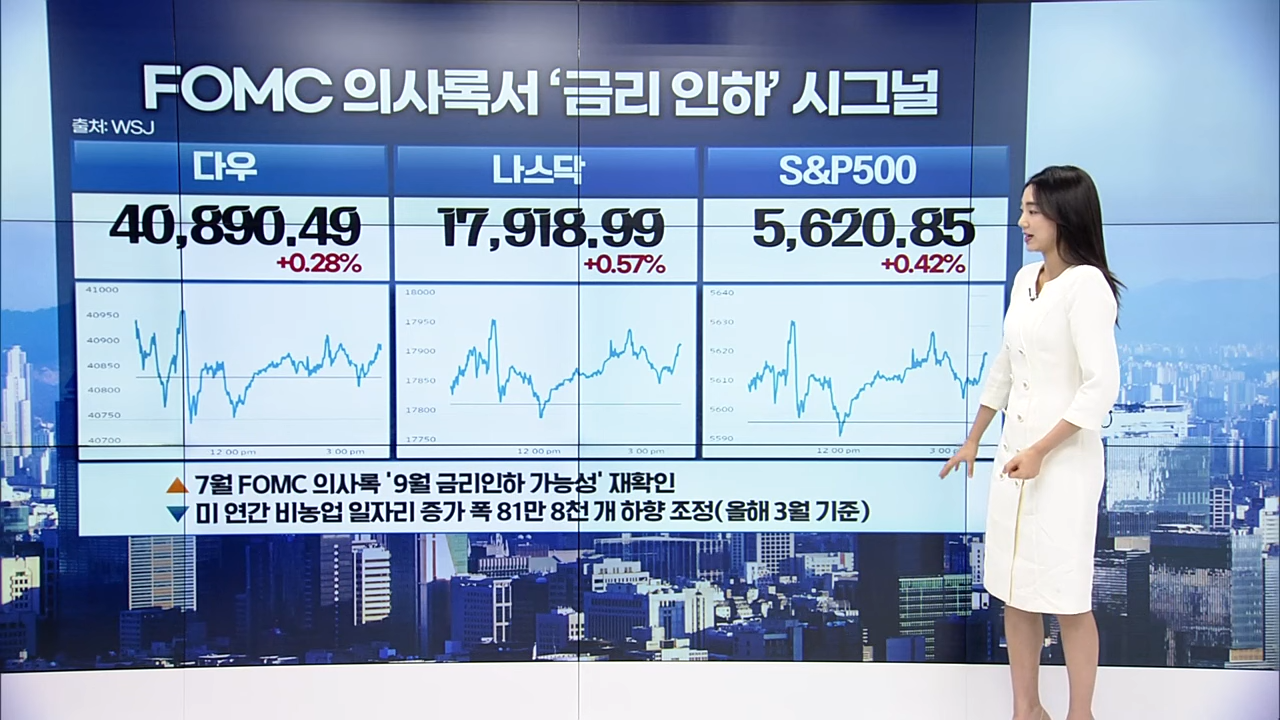 FOMC 의사록서 '금리 인하' 시그널
출처: WSJ
다우
40,890.49
+0.28%
41000
40950
40900
40850
40800
40750
40700
12:00 pm
3:00 pm
나스닥
17,918.99
+0.57%
18000
17950
17900
17850
17800
17750
12:00 pm
3:00 pm
S&P500
5,620.85
+0.42%
5640
5630
5620
5610
5600
5590
12:00 pm
▲ 7월 FOMC 의사록 '9월 금리인하 가능성' 재확인
▼ 미 연간 비농업 일자리 증가 폭 81만 8천 개 하향 조정(올해 3월 기준)